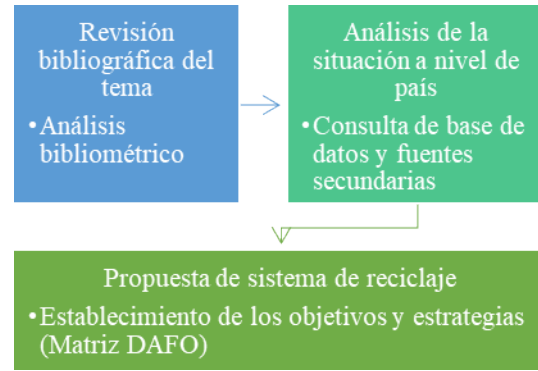 Revisión
bibliográfica del
tema
•Análisis
bibliométrico
Análisis de la
situación a nivel de
país
•Consulta de base de
datos y fuentes
secundarias
Propuesta de sistema de reciclaje
•Establecimiento de los objetivos y estrategias
(Matriz DAFO)